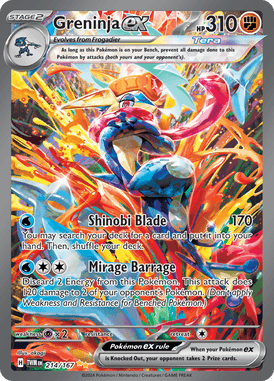 STAGE 2
Greninja ex HP 310
Evolves from Frogadier
Tera
As long as this Pokémon is on your Bench, prevent all damage done to this
Pokémon by attacks (both yours and your opponent's).
Shinobi Blade 170
You may search your deck for a card and put it into your
hand. Then, shuffle your deck.
Mirage Barrage
Discard 2 Energy from this Pokémon. This attack does
120 damage to 2 of your opponent's Pokémon. (Don't apply
Weakness and Resistance for Benched Pokémon.)
weakness ×2 resistance retreat
Illus.
Pokémon ex rule
When your Pokémon ex
is Knocked Out, your opponent takes 2 Prize cards.
H TWM EN 214/167
©2024 Pokémon / Nintendo / Creatures / GAME FREAK